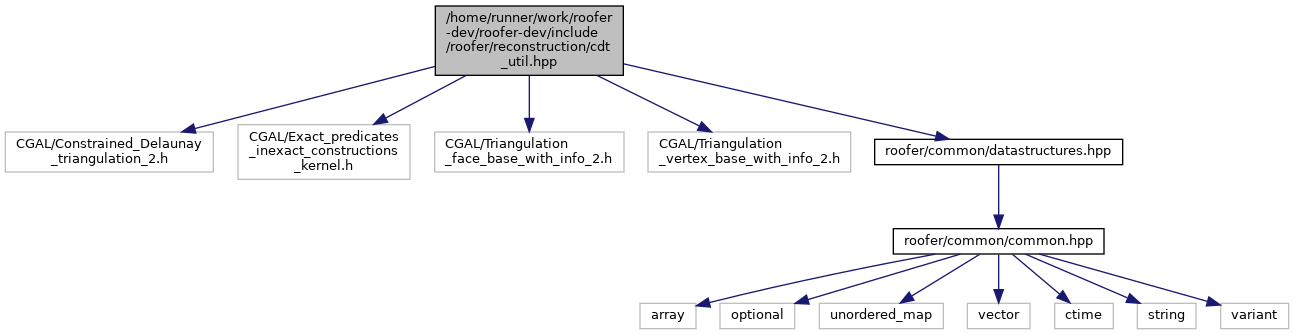 /home/runner/work/roofer
-dev/roofer-dev/include
/roofer/reconstruction/cdt
_util.hpp
CGAL/Constrained_Delaunay
_triangulation_2.h
CGAL/Exact_predicates
_inexact_constructions
_kernel.h
CGAL/Triangulation
_face_base_with_info_2.h
CGAL/Triangulation
_vertex_base_with_info_2.h
roofer/common/datastructures.hpp
roofer/common/common.hpp
array
optional
unordered_map
vector
ctime
string
variant